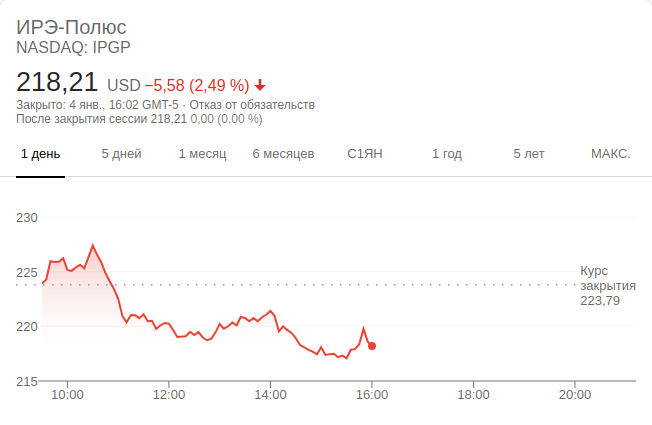 ИРЭ-Полюс
NASDAQ: IPGP
218,21 USD −5,58 (2,49 %)
Закрыто: 4 янв., 16:02 GMT-5 · Отказ от обязательств
После закрытия сессии 218,21 0,00 (0,00 %)
1 день 5 дней 1 месяц 6 месяцев С1ЯН 1 год 5 лет МАКС.
230
225
220
215
Курс
закрытия
223,79
10:00 12:00 14:00 16:00 18:00 20:00